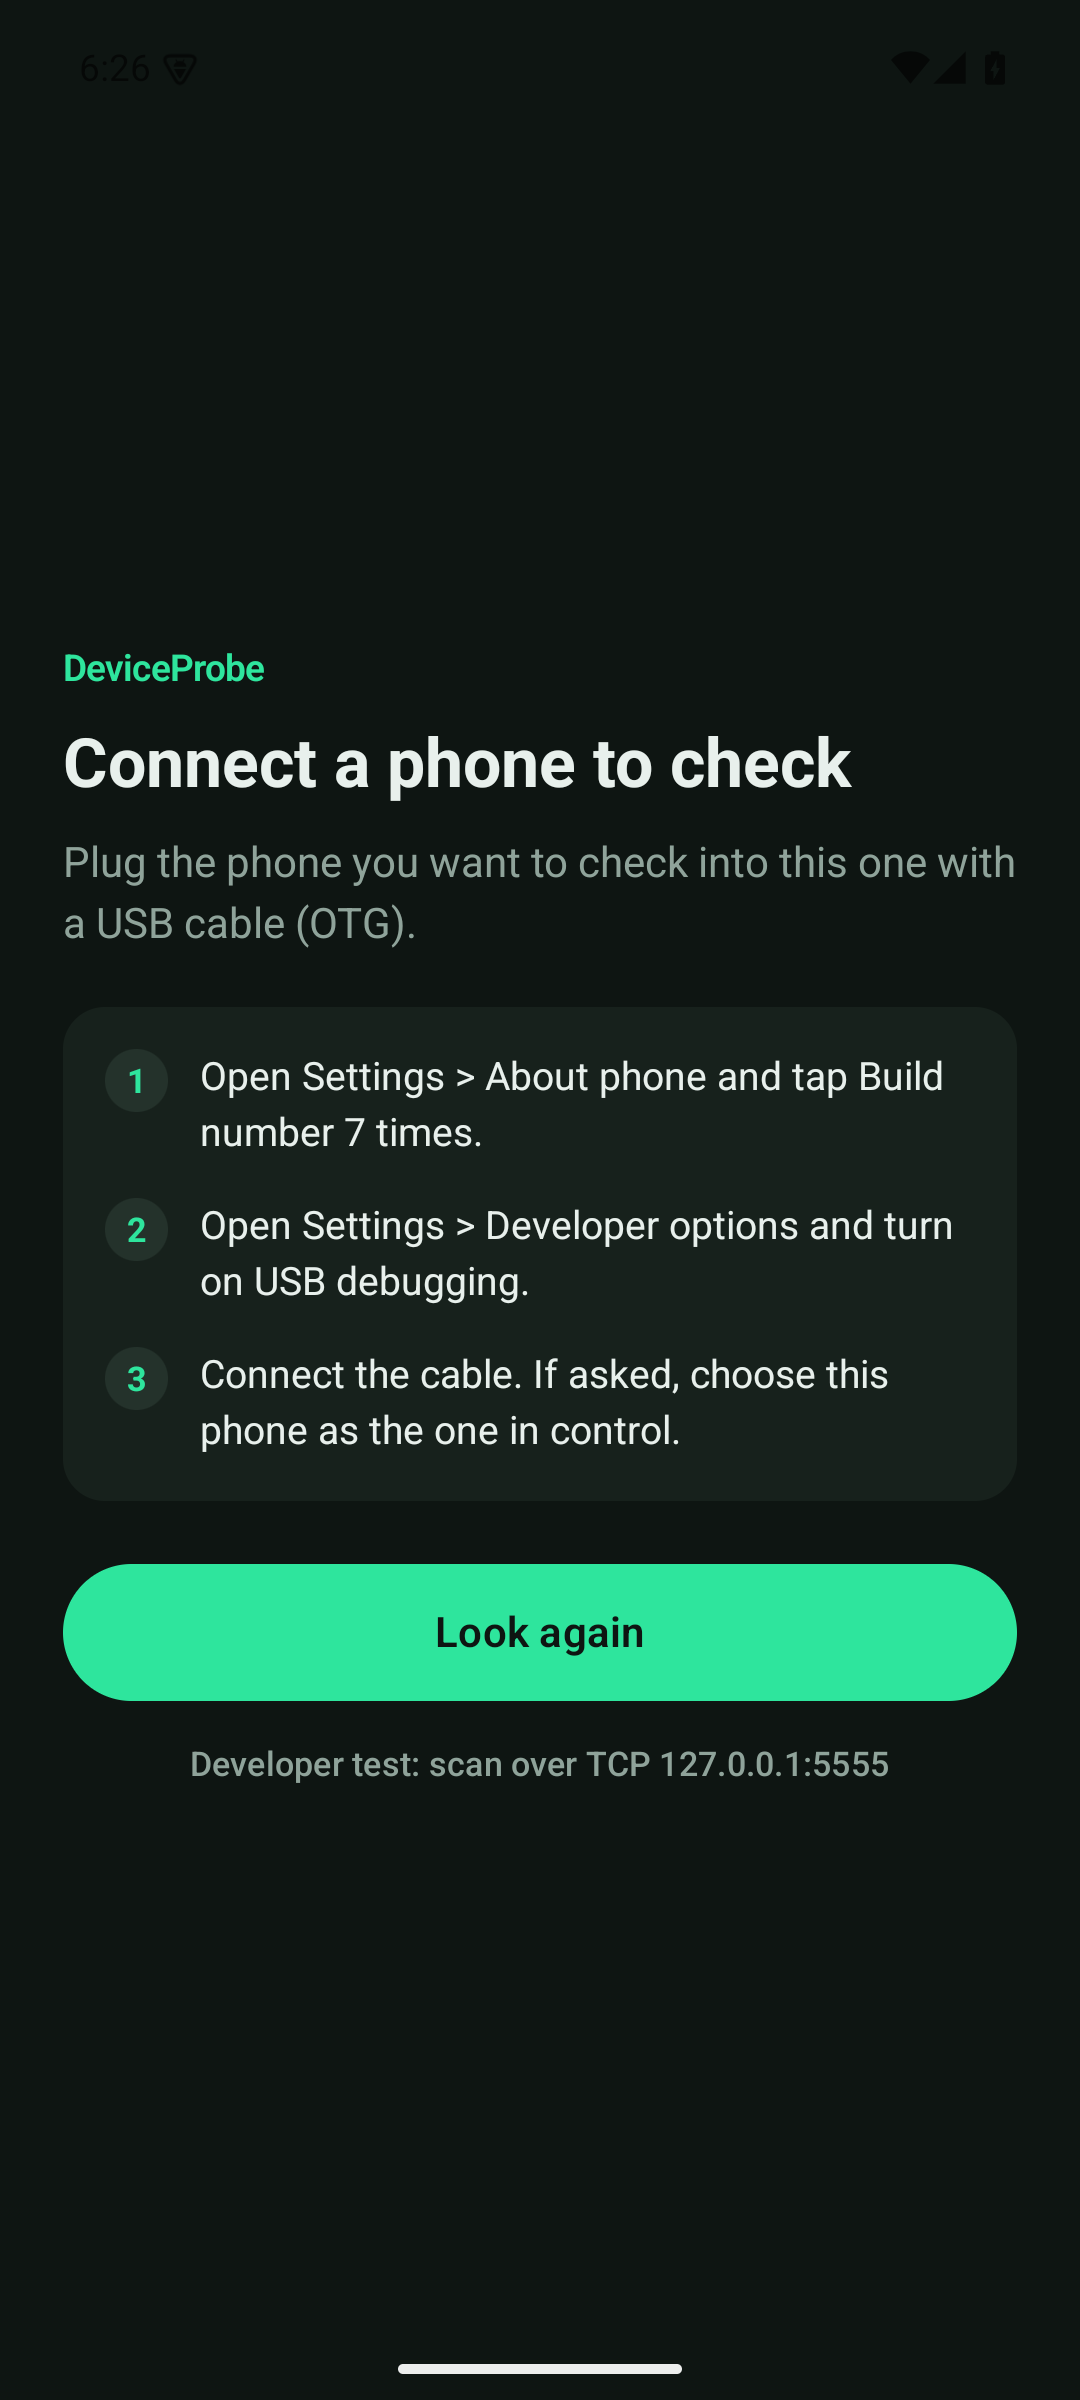 6:26
DeviceProbe
Connect a phone to check
Plug the phone you want to check into this one with
a USB cable (OTG).
1 Open Settings > About phone and tap Build
number 7 times.
2 Open Settings > Developer options and turn
on USB debugging.
3 Connect the cable. If asked, choose this
phone as the one in control.
Look again
Developer test: scan over TCP 127.0.0.1:5555